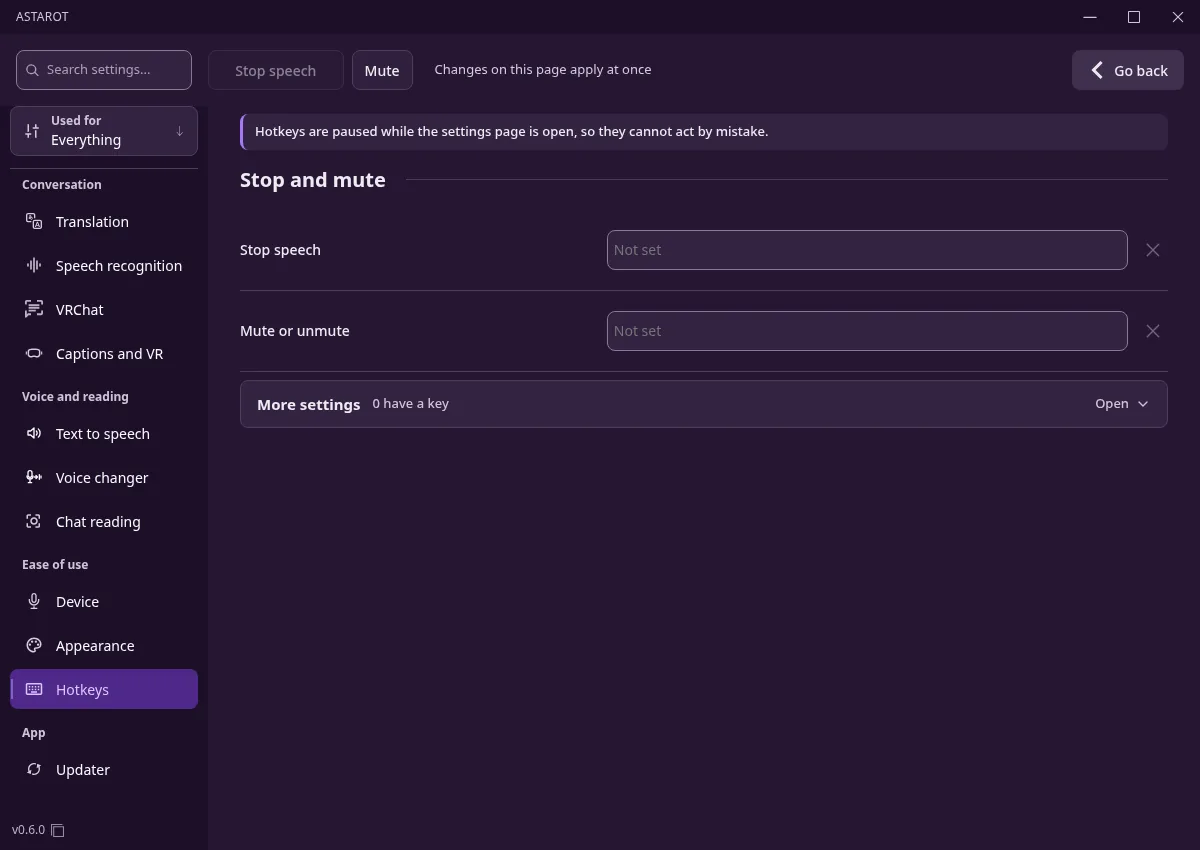 ASTAROT
Search settings...
Stop speech
Mute
Changes on this page apply at once
Go back
Used for
Everything
Conversation
Translation
Speech recognition
VRChat
Captions and VR
Voice and reading
Text to speech
Voice changer
Chat reading
Ease of use
Device
Appearance
Hotkeys
App
Updater
v0.6.0
Hotkeys are paused while the settings page is open, so they cannot act by mistake.
Stop and mute
Stop speech
Not set
Mute or unmute
Not set
More settings
0 have a key
Open